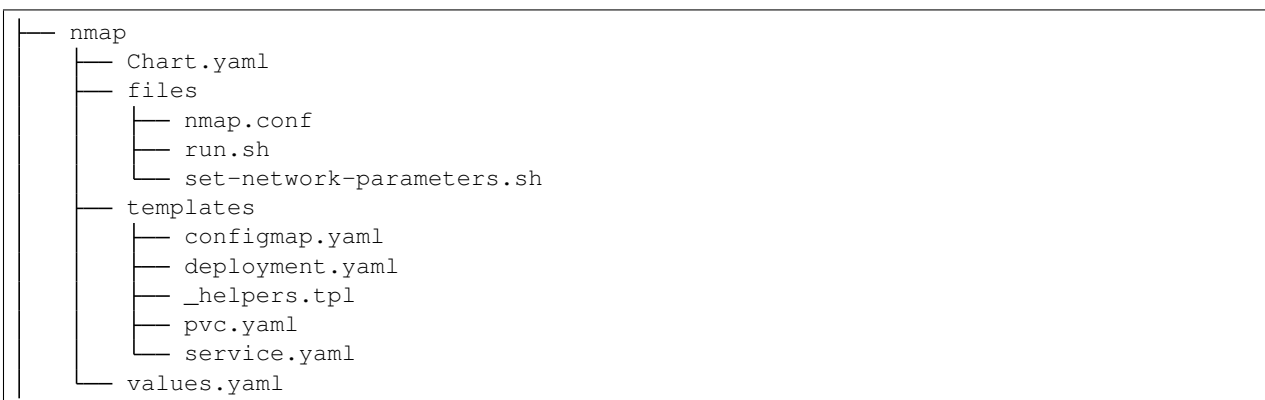 ├── nmap
│   ├── Chart.yaml
│   ├── files
│   │   ├── nmap.conf
│   │   ├── run.sh
│   │   └── set-network-parameters.sh
│   ├── templates
│   │   ├── configmap.yaml
│   │   ├── deployment.yaml
│   │   ├── _helpers.tpl
│   │   ├── pvc.yaml
│   │   └── service.yaml
│   └── values.yaml